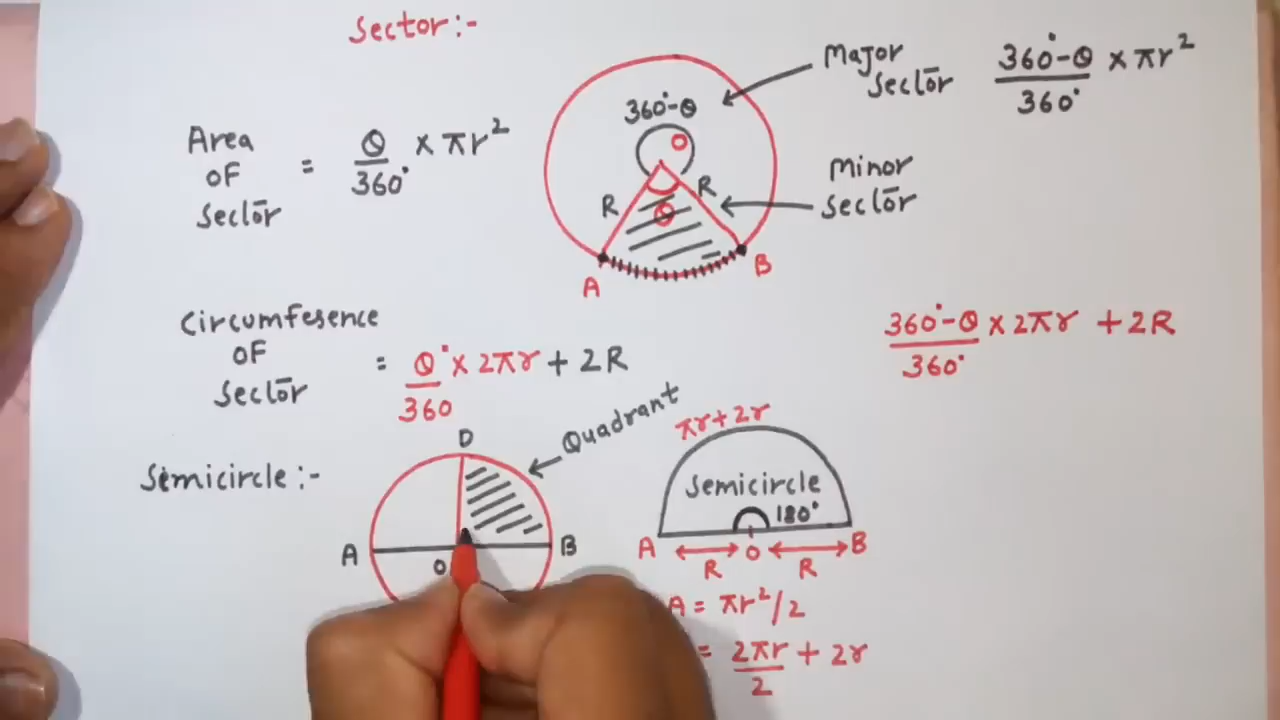 Sector:-
Major
Sector
(360°-θ)/360° × πr²
360°-θ
Area
OF
Sector
= θ/360° × πr²
O
Minor
Sector
R
R
θ
A
B
Circumfesence
OF
Sector
= θ°/360 × 2πr + 2R
(360°-θ)/360° × 2πr + 2R
Semicircle:-
D
Quadrant
A
B
O
πr+2r
Semicircle
180°
A
O
B
R
R
A = πr²/2
= 2πr/2 + 2r